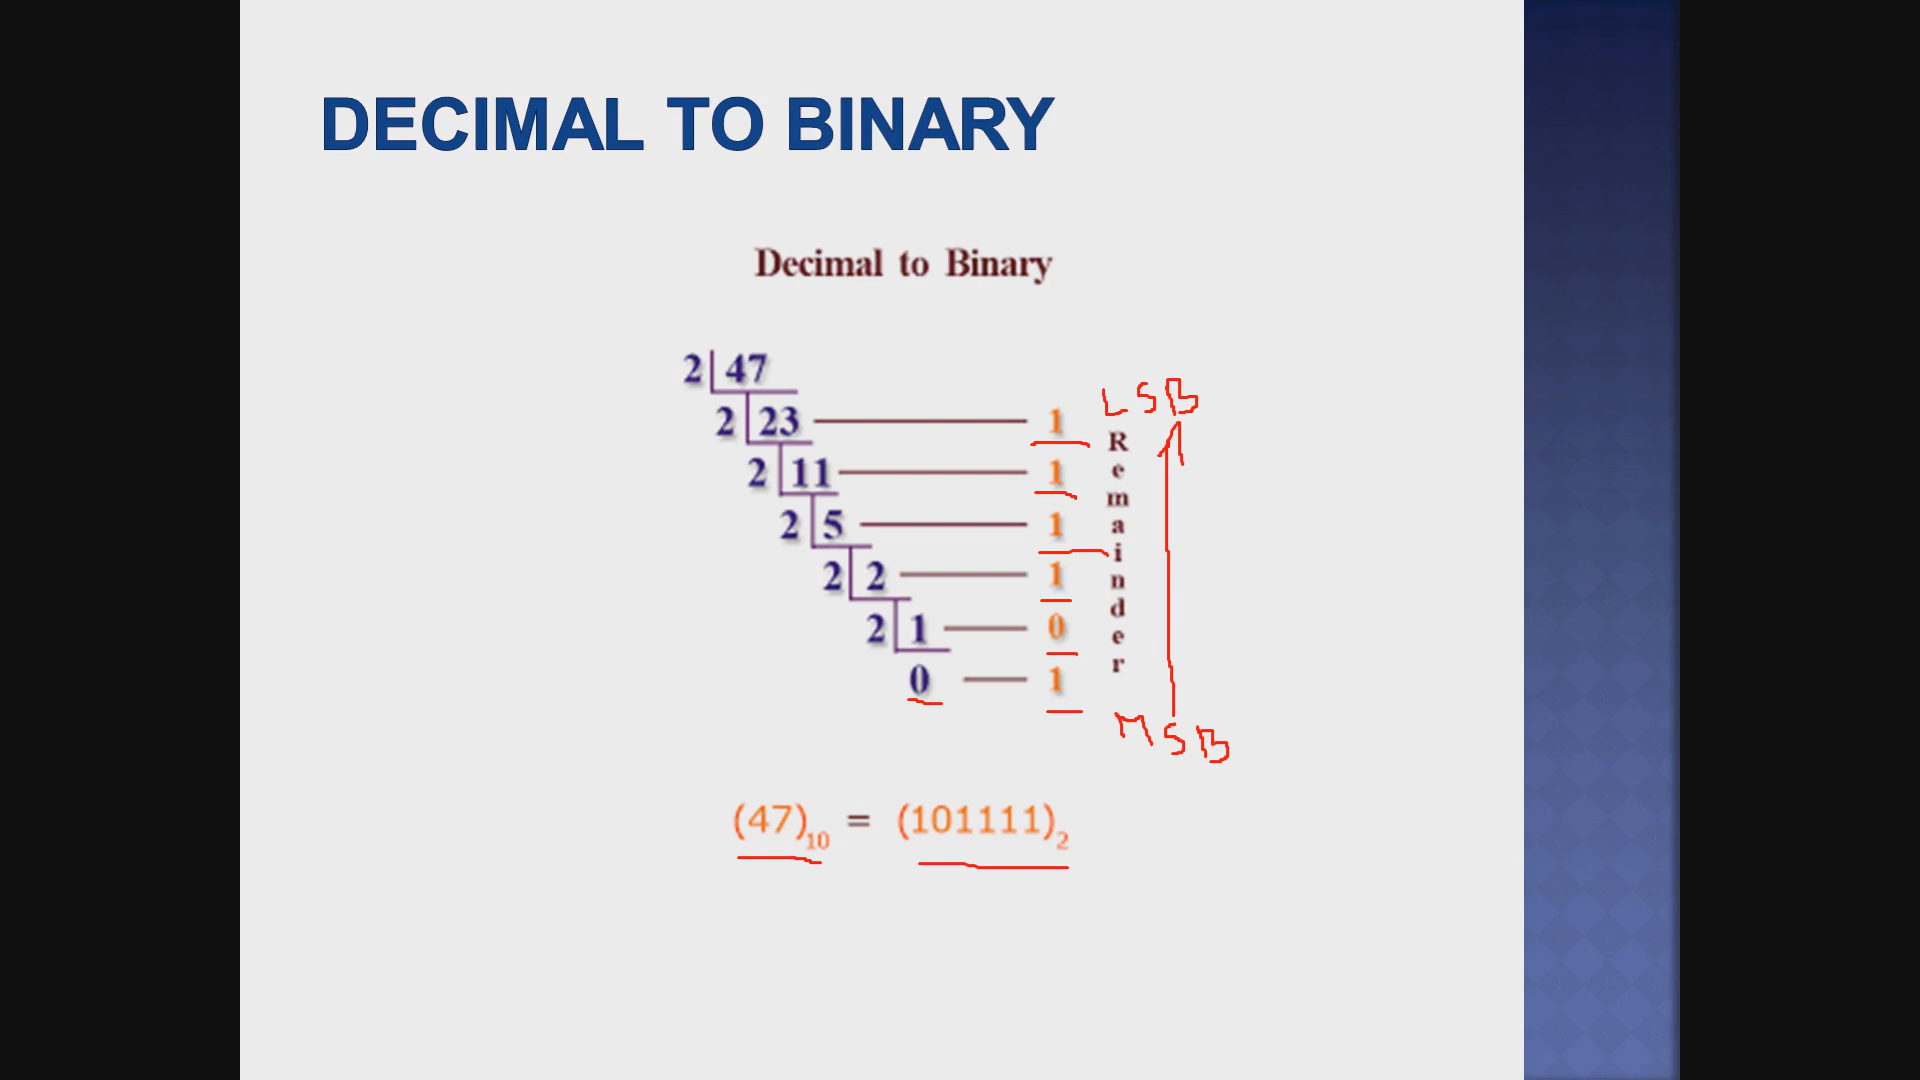 DECIMAL TO BINARY
Decimal to Binary
2 47
2 23 1 LSB
2 11 1
2 5 1
2 2 1
2 1 0
0 1 MSB
Remainder
(47)10 = (101111)2